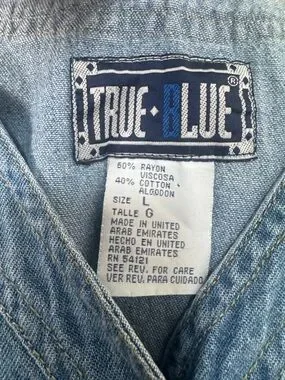 TRUE BLUE®
60% RAYON
VISCOSA
40% COTTON
ALGODON
SIZE L
TALLE G
MADE IN UNITED
ARAB EMIRATES
HECHO EN UNITED
ARAB EMIRATES
RN 54121
SEE REV. FOR CARE
VER REU. PARA CUIDADO